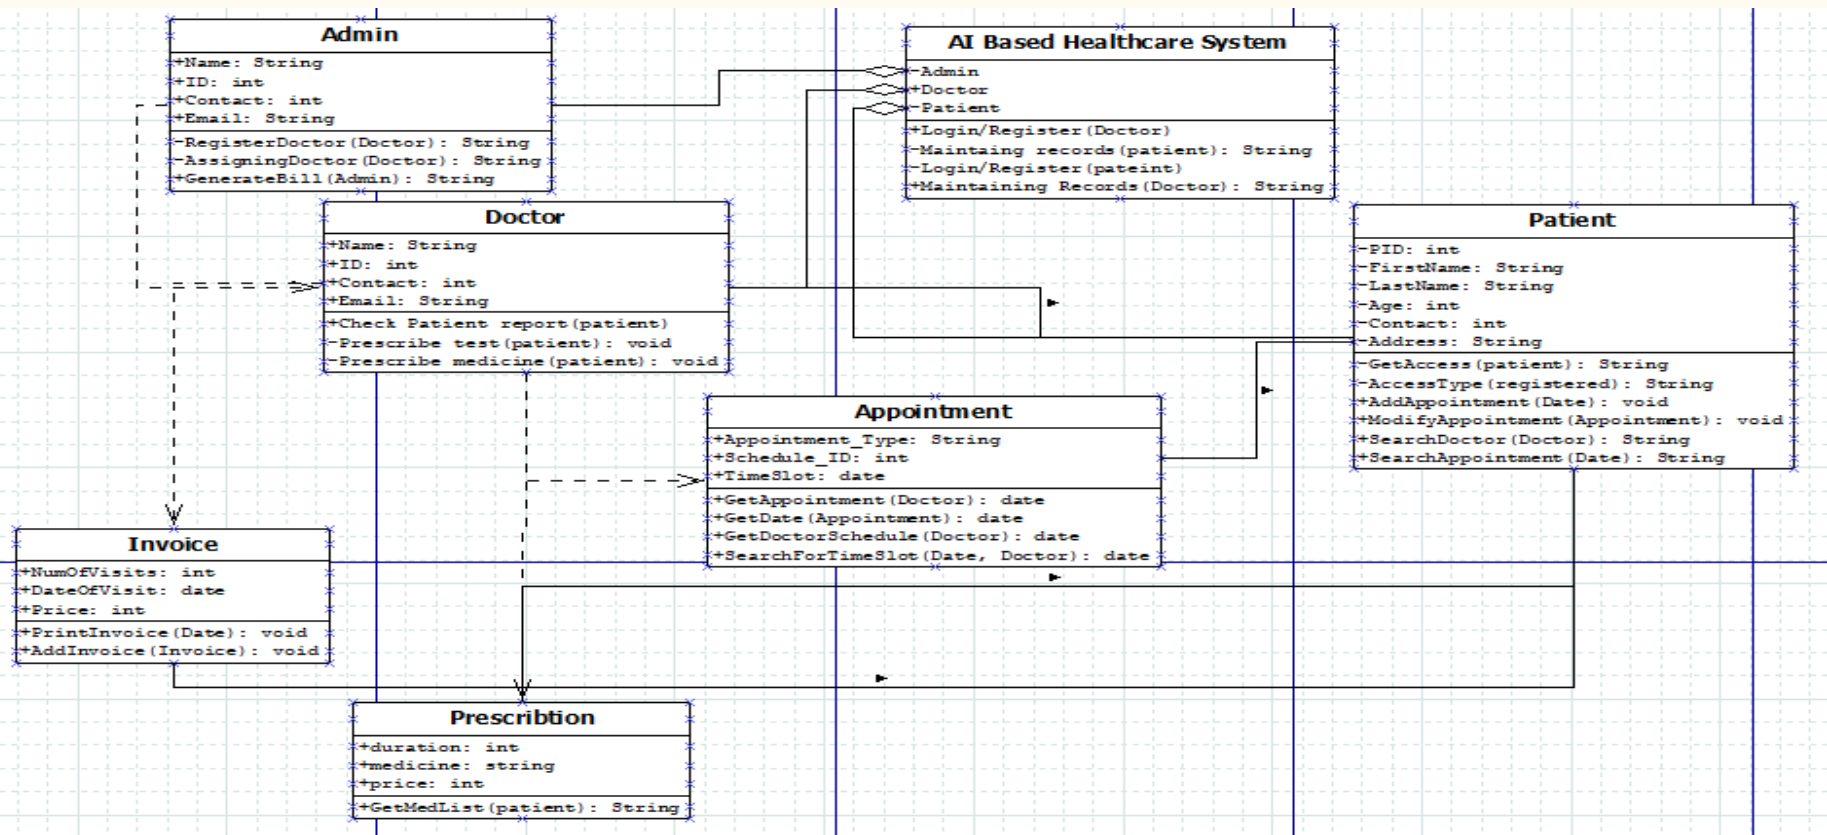 Admin
+Name: String
+ID: int
+Contact: int
+Email: String
-RegisterDoctor(Doctor): String
-AssigningDoctor(Doctor): String
+GenerateBill(Admin): String
AI Based Healthcare System
-Admin
+Doctor
-Patient
+Login/Register(Doctor)
-Maintaing records(patient): String
-Login/Register(pateint)
+Maintaining Records(Doctor): String
Doctor
+Name: String
+ID: int
+Contact: int
+Email: String
+Check Patient report(patient)
-Prescribe test(patient): void
-Prescribe medicine(patient): void
Patient
-PID: int
-FirstName: String
-LastName: String
-Age: int
-Contact: int
-Address: String
-GetAccess(patient): String
-AccessType(registered): String
+AddAppointment(Date): void
+ModifyAppointment(Appointment): void
+SearchDoctor(Doctor): String
+SearchAppointment(Date): String
Appointment
+Appointment_Type: String
+Schedule_ID: int
+TimeSlot: date
+GetAppointment(Doctor): date
+GetDate(Appointment): date
+GetDoctorSchedule(Doctor): date
+SearchForTimeSlot(Date, Doctor): date
Invoice
+NumOfVisits: int
+DateOfVisit: date
+Price: int
+PrintInvoice(Date): void
+AddInvoice(Invoice): void
Prescribtion
+duration: int
+medicine: string
+price: int
+GetMedList(patient): String